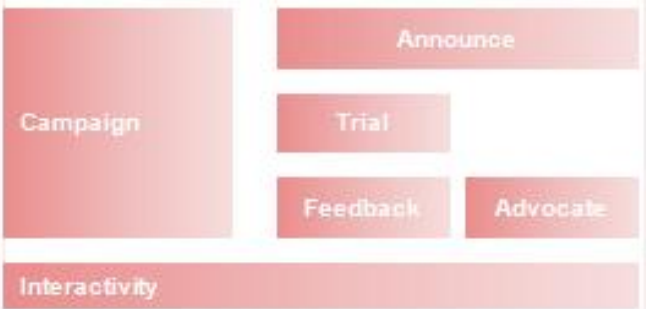 Announce
Campaign
Trial
Feedback
Advocate
Interactivity